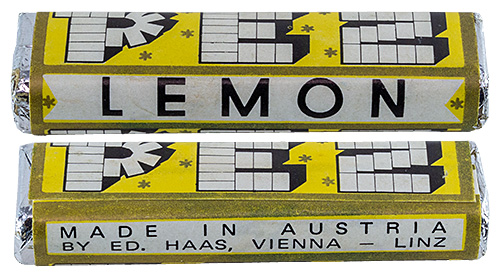 PEZ
LEMON
PEZ
MADE IN AUSTRIA
BY ED. HAAS, VIENNA — LINZ